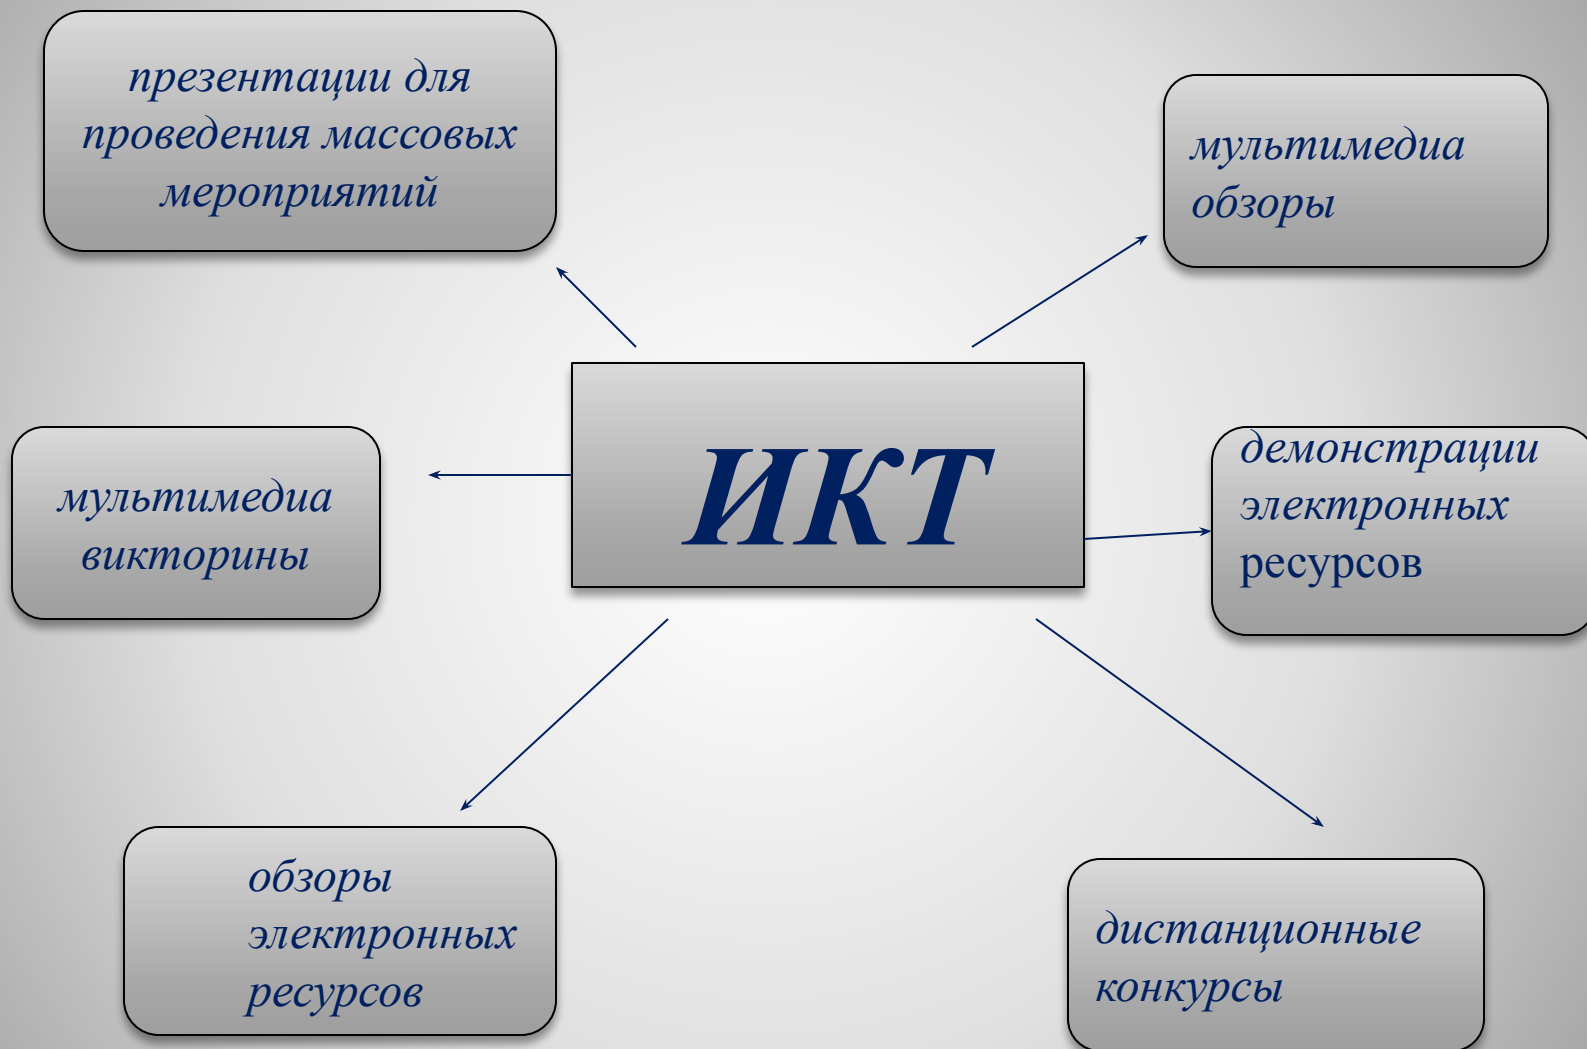 презентации для
проведения массовых
мероприятий
мультимедиа
обзоры
ИКТ
мультимедиа
викторины
демонстрации
электронных
ресурсов
обзоры
электронных
ресурсов
дистанционные
конкурсы